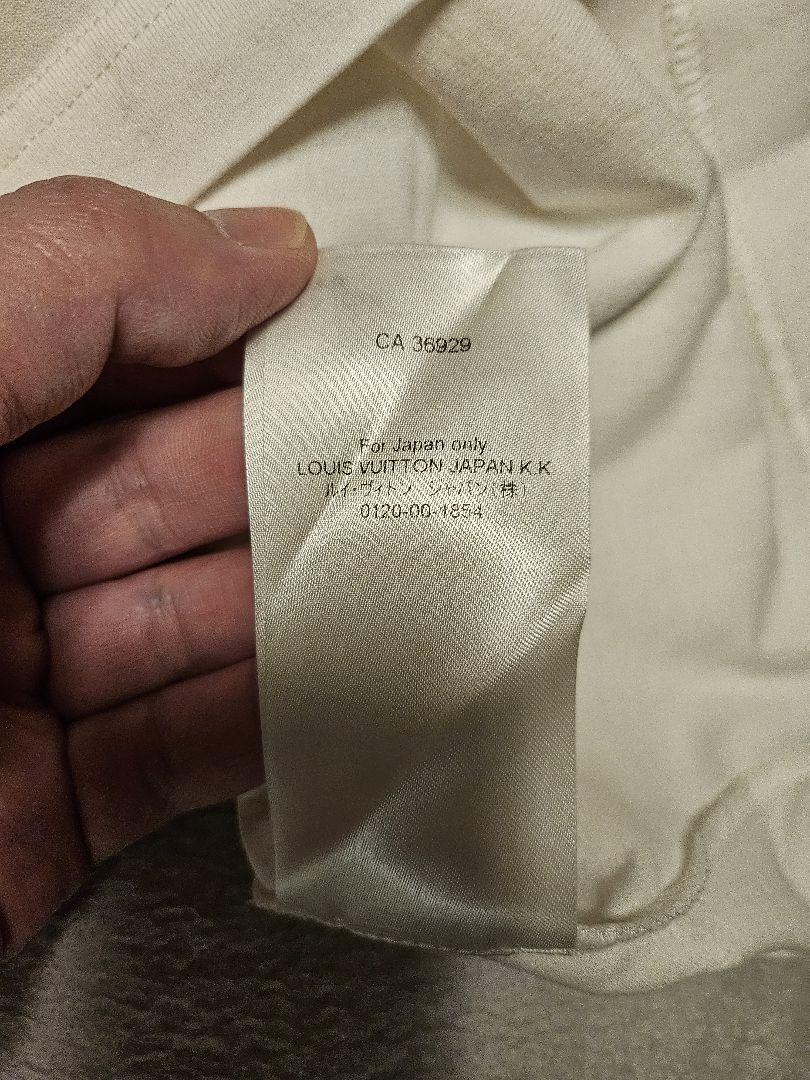 CA 36929
For Japan only.
LOUIS VUITTON JAPAN K.K
ルイ・ヴィトン ジャパン(株)
0120-00-1854